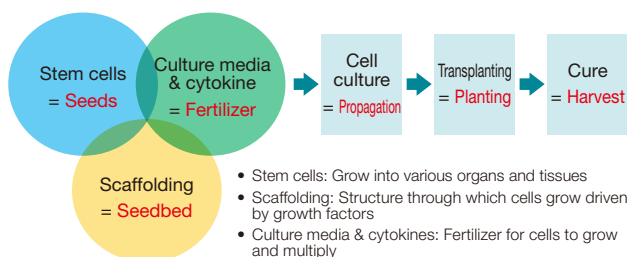 Stem cells
= Seeds
Culture media
& cytokine
= Fertilizer
Scaffolding
= Seedbed
Cell
culture
= Propagation
Transplanting
= Planting
Cure
= Harvest
• Stem cells: Grow into various organs and tissues
• Scaffolding: Structure through which cells grow driven
by growth factors
• Culture media & cytokines: Fertilizer for cells to grow
and multiply